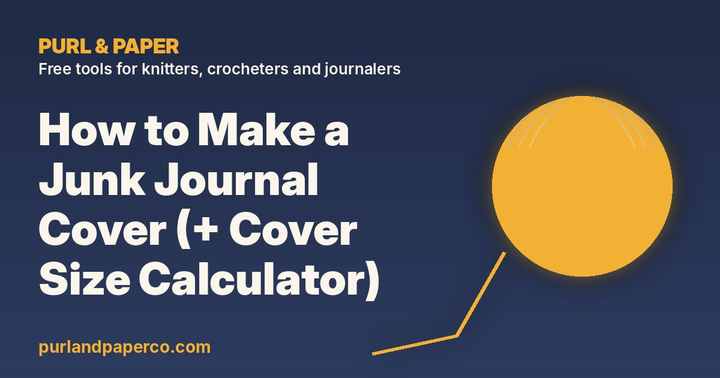 PURL & PAPER
Free tools for knitters, crocheters and journalers
How to Make a
Junk Journal
Cover (+ Cover
Size Calculator)
purlandpaperco.com